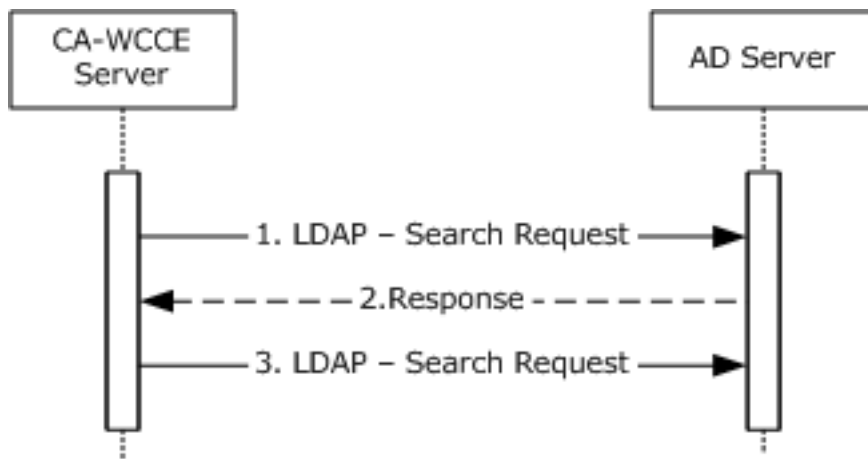 CA-WCCE
Server
AD Server
1. LDAP – Search Request
2.Response
3. LDAP – Search Request